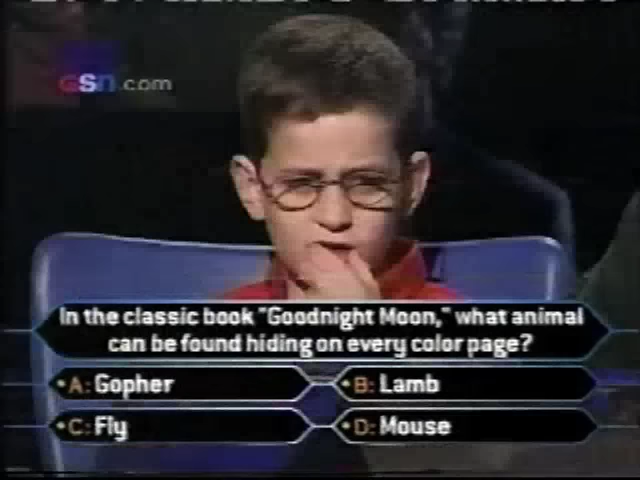 GSN.com
In the classic book "Goodnight Moon," what animal
can be found hiding on every color page?
A: Gopher
B: Lamb
C: Fly
D: Mouse